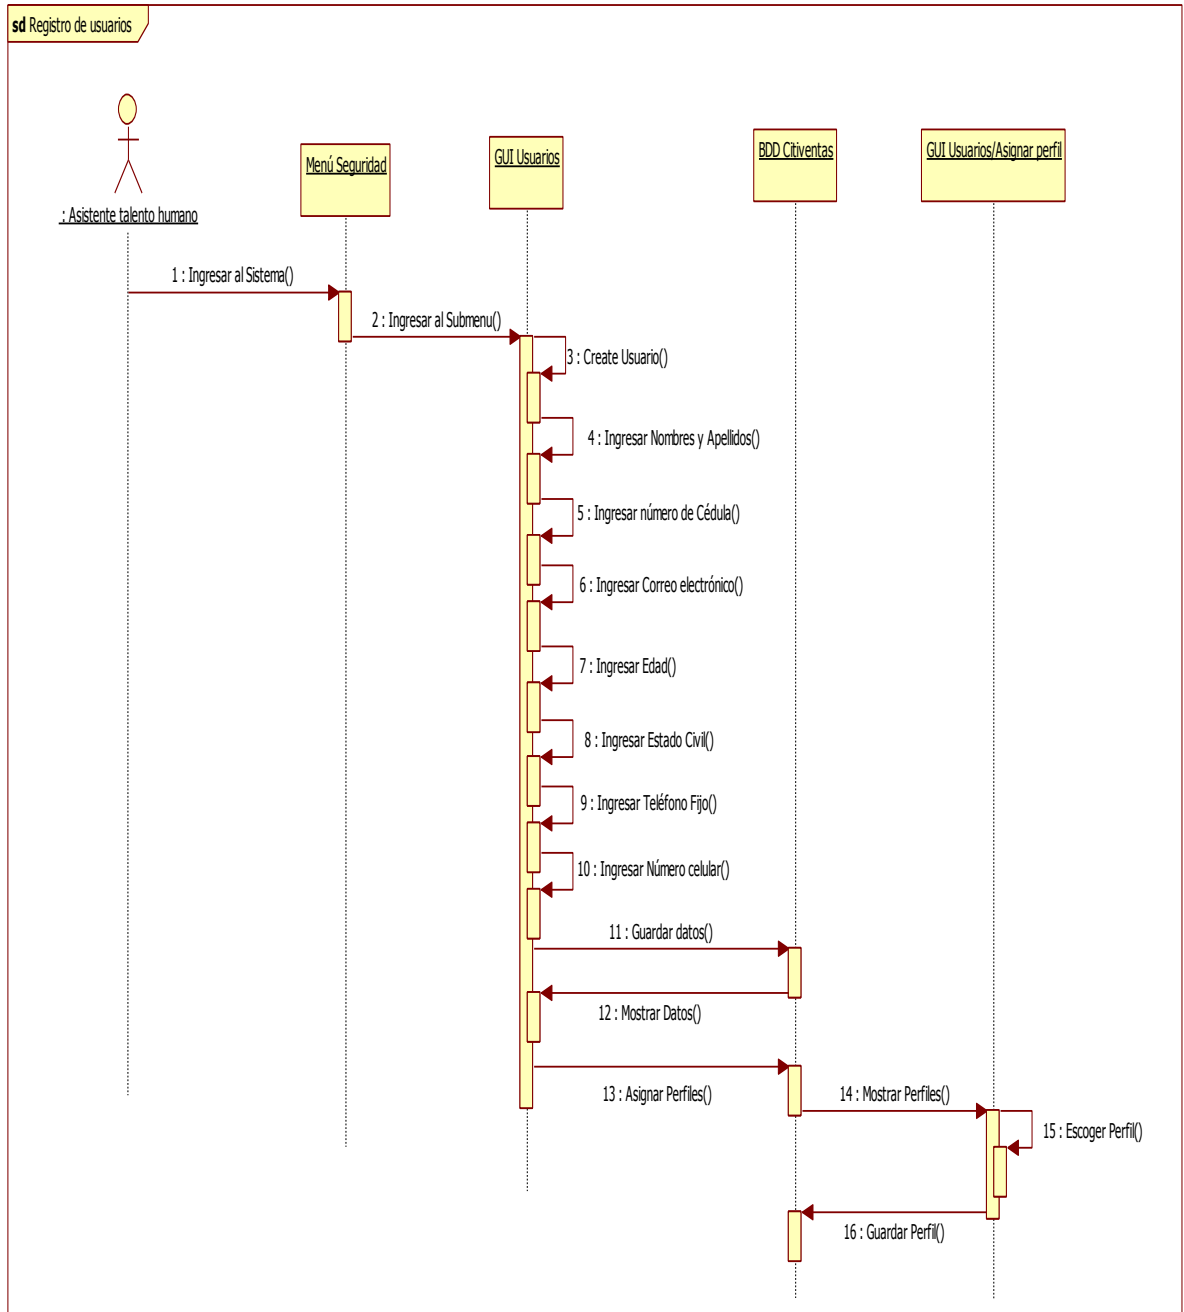 sd Registro de usuarios
: Asistente talento humano
Menú Seguridad
GUI Usuarios
BDD Citiventas
GUI Usuarios/Asignar perfil
1 : Ingresar al Sistema()
2 : Ingresar al Submenu()
3 : Create Usuario()
4 : Ingresar Nombres y Apellidos()
5 : Ingresar número de Cédula()
6 : Ingresar Correo electrónico()
7 : Ingresar Edad()
8 : Ingresar Estado Civil()
9 : Ingresar Teléfono Fijo()
10 : Ingresar Número celular()
11 : Guardar datos()
12 : Mostrar Datos()
13 : Asignar Perfiles()
14 : Mostrar Perfiles()
15 : Escoger Perfil()
16 : Guardar Perfil()